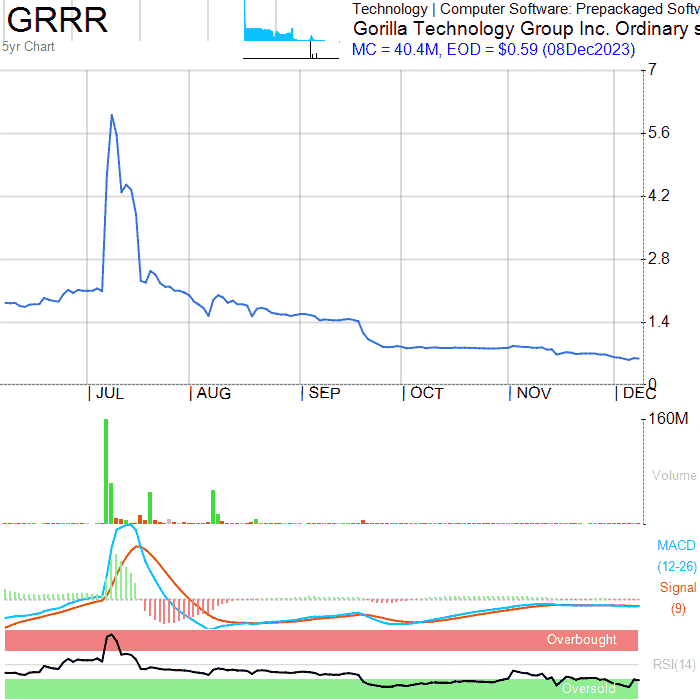 GRRR
5yr Chart
Technology | Computer Software: Prepackaged Softw
Gorilla Technology Group Inc. Ordinary s
MC = 40.4M, EOD = $0.59 (08Dec2023)
7
5.6
4.2
2.8
1.4
0
JUL
AUG
SEP
OCT
NOV
DEC
160M
Volume
MACD
(12-26)
Signal
(9)
Overbought
RSI(14)
Oversold